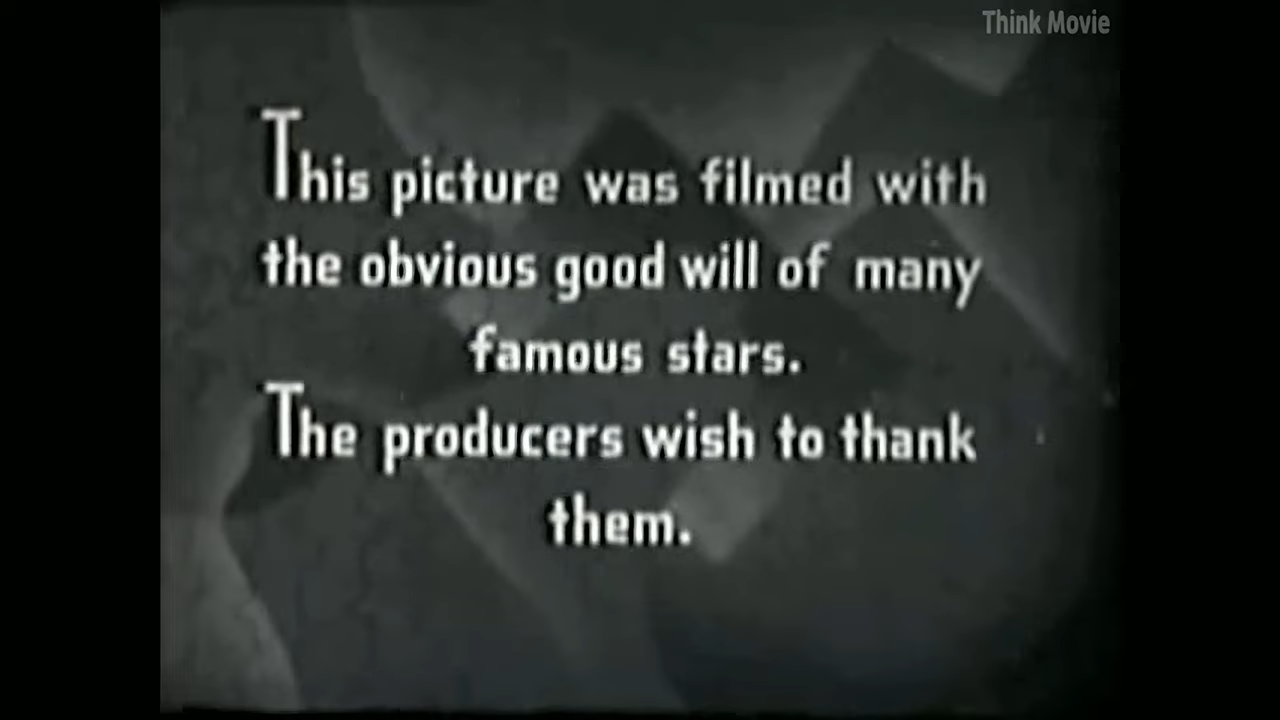 Think Movie
This picture was filmed with
the obvious good will of many
famous stars.
The producers wish to thank
them.